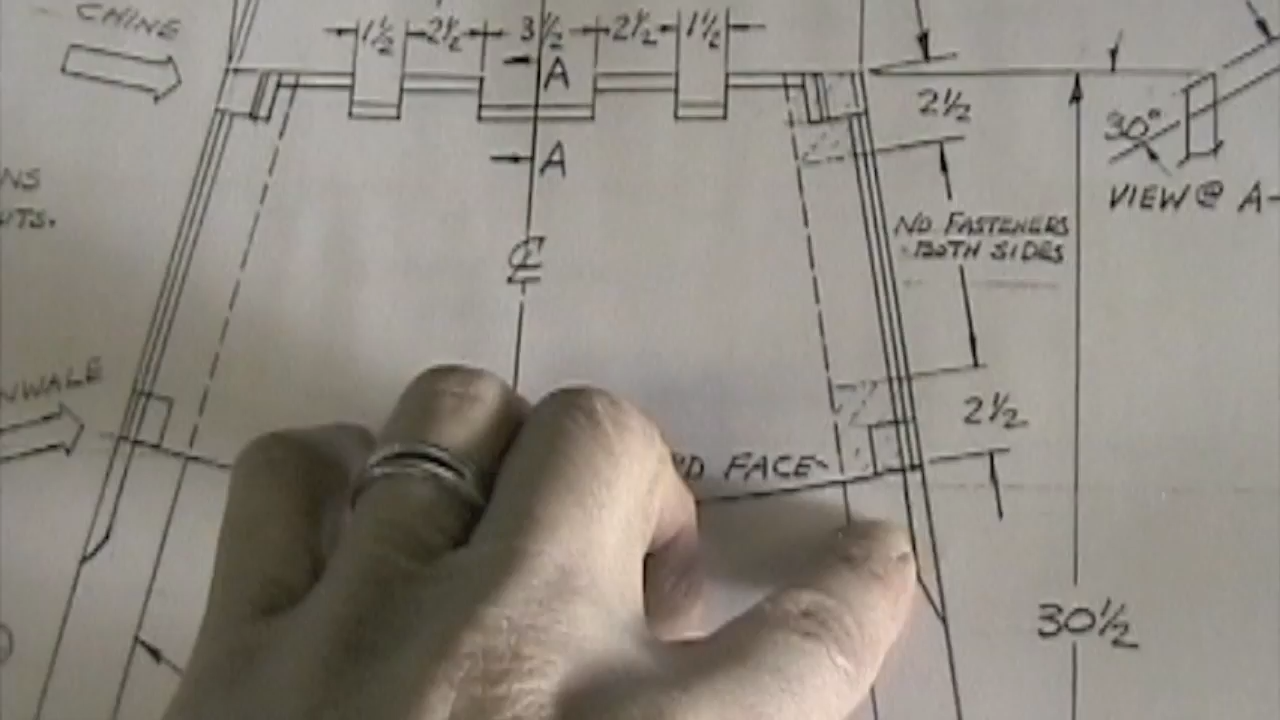 CHINE
1½ 2½ 3½ 2½ 1½
A
2½
30°
A
VIEW @ A-
NS
UTS.
NO FASTENERS
BOTH SIDES
℄
NWALE
2½
D FACE
30½